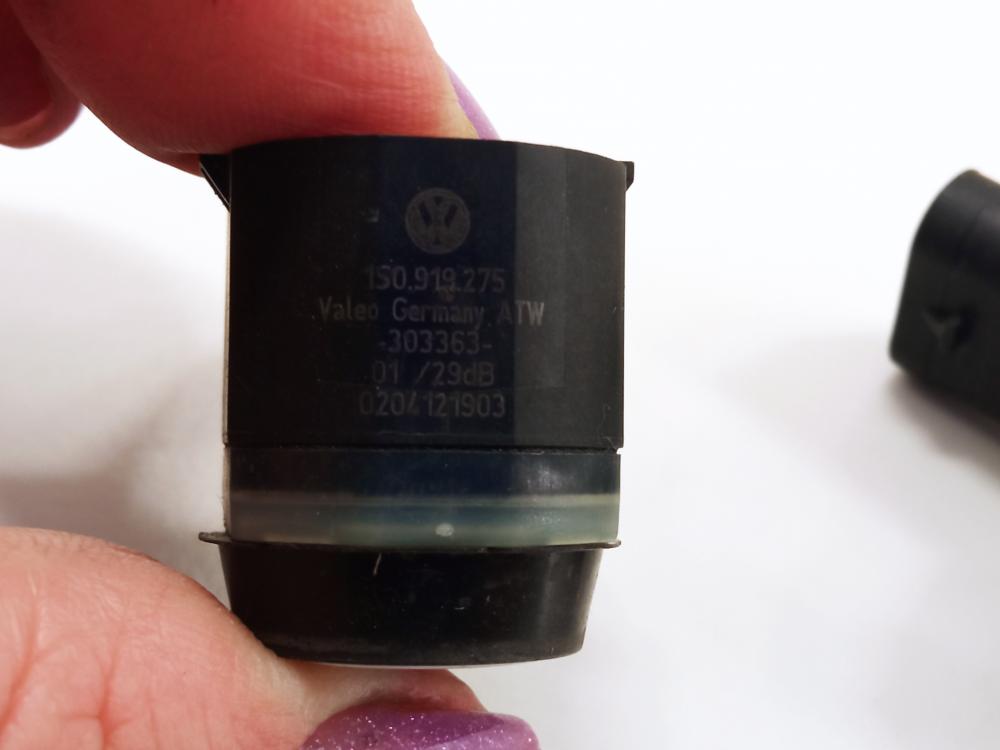 1S0.919.275
Valeo Germany ATW
-303363-
01 /29dB
0204121903